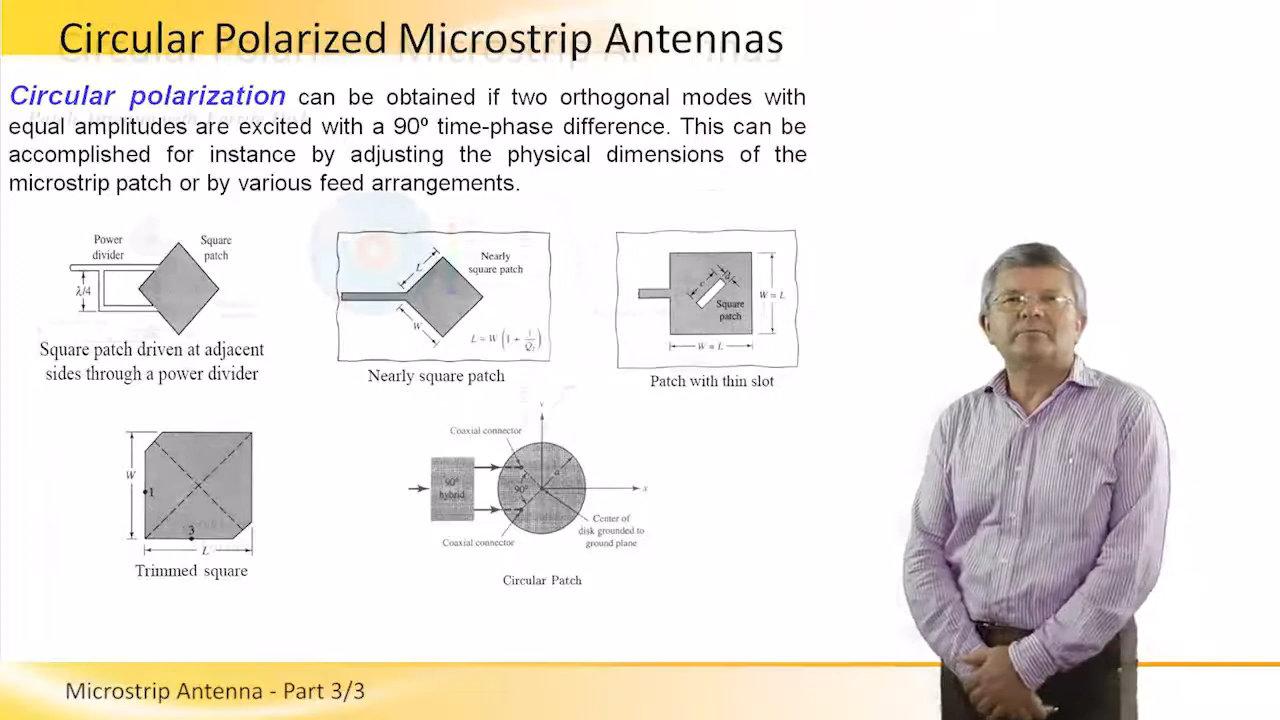 Circular Polarized Microstrip Antennas
Circular polarization can be obtained if two orthogonal modes with
equal amplitudes are excited with a 90º time-phase difference. This can be
accomplished for instance by adjusting the physical dimensions of the
microstrip patch or by various feed arrangements.
Power
divider
Square
patch
λ/4
Square patch driven at adjacent
sides through a power divider
L
Nearly
square patch
W
L = W (1 + 1/Qt)
Nearly square patch
c
d
Square
patch
W = L
W = L
Patch with thin slot
W
1
3
L
Trimmed square
y
Coaxial connector
a
90°
hybrid
90°
x
Center of
disk grounded to
ground plane
Coaxial connector
Circular Patch
Microstrip Antenna - Part 3/3